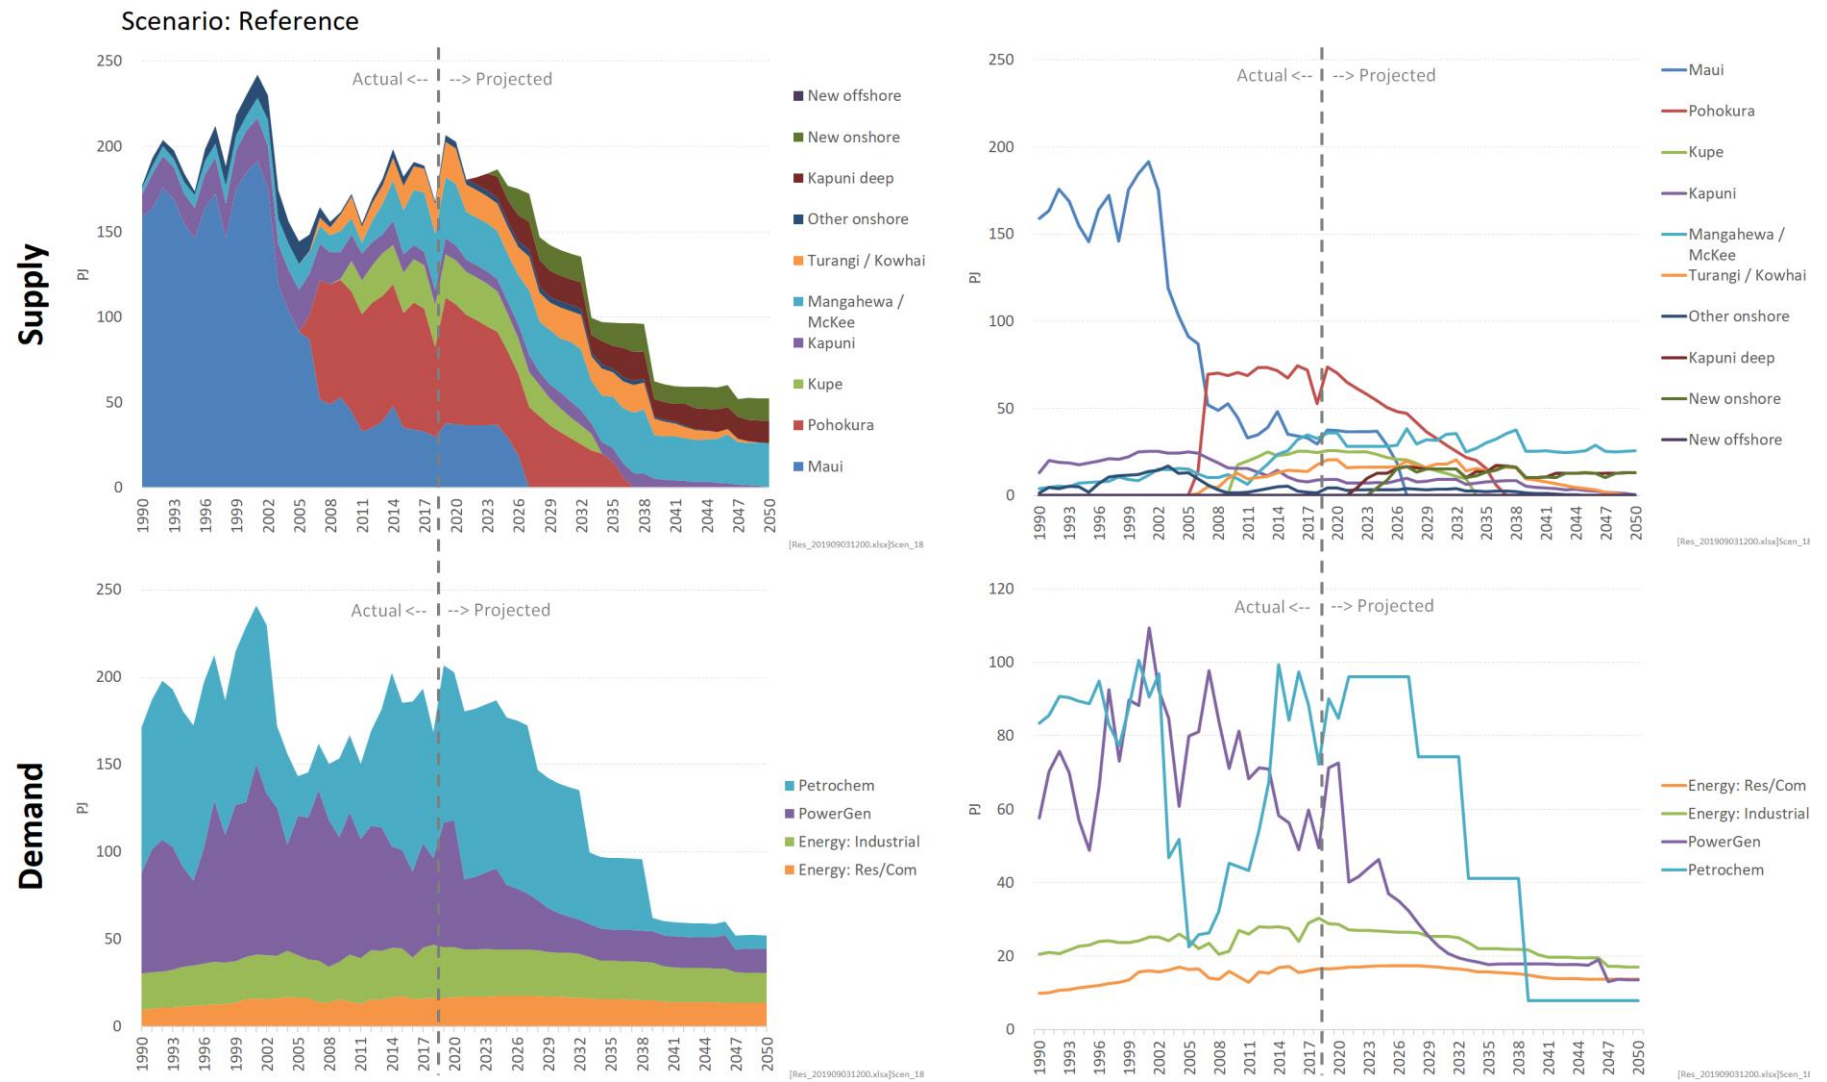 Scenario: Reference
Supply
250
200
150
100
50
0
PJ
Actual <--
--> Projected
1990
1993
1996
1999
2002
2005
2008
2011
2014
2017
2020
2023
2026
2029
2032
2035
2038
2041
2044
2047
2050
New offshore
New onshore
Kapuni deep
Other onshore
Turangi / Kowhai
Mangahewa /
McKee
Kapuni
Kupe
Pohokura
Maui
[Res_201909031200.xlsx]Scen_18
250
200
150
100
50
0
PJ
Actual <--
--> Projected
1990
1993
1996
1999
2002
2005
2008
2011
2014
2017
2020
2023
2026
2029
2032
2035
2038
2041
2044
2047
2050
Maui
Pohokura
Kupe
Kapuni
Mangahewa /
McKee
Turangi / Kowhai
Other onshore
Kapuni deep
New onshore
New offshore
[Res_201909031200.xlsx]Scen_18
Demand
250
200
150
100
50
0
PJ
Actual <--
--> Projected
1990
1993
1996
1999
2002
2005
2008
2011
2014
2017
2020
2023
2026
2029
2032
2035
2038
2041
2044
2047
2050
Petrochem
PowerGen
Energy: Industrial
Energy: Res/Com
[Res_201909031200.xlsx]Scen_18
120
100
80
60
40
20
0
PJ
Actual <--
--> Projected
1990
1993
1996
1999
2002
2005
2008
2011
2014
2017
2020
2023
2026
2029
2032
2035
2038
2041
2044
2047
2050
Energy: Res/Com
Energy: Industrial
PowerGen
Petrochem
[Res_201909031200.xlsx]Scen_18